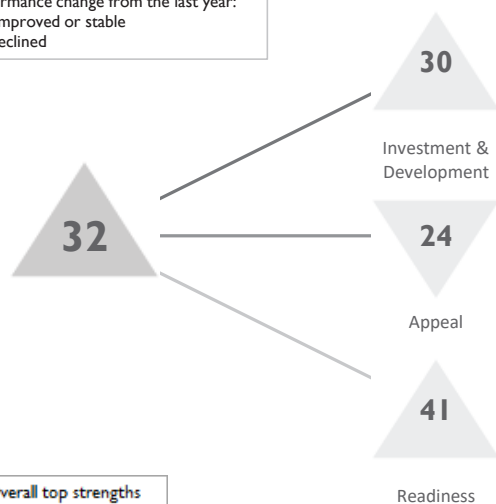 rmance change from the last year:
mproved or stable
eclined
30
Investment &
Development
32
24
Appeal
41
verall top strengths
Readiness